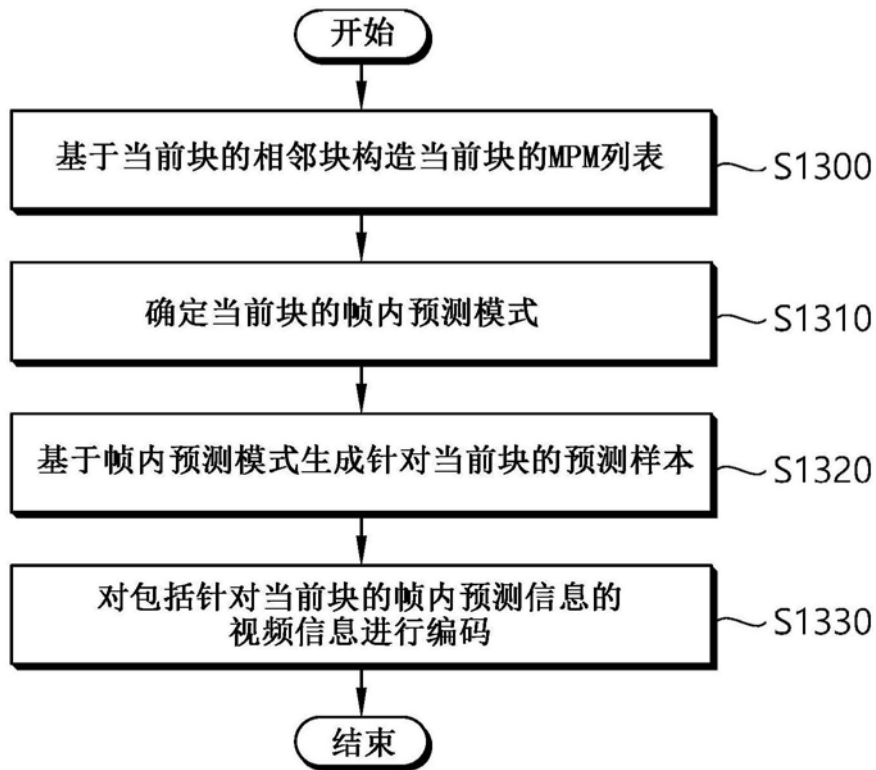 开始
基于当前块的相邻块构造当前块的MPM列表
S1300
确定当前块的帧内预测模式
S1310
基于帧内预测模式生成针对当前块的预测样本
S1320
对包括针对当前块的帧内预测信息的
视频信息进行编码
S1330
结束